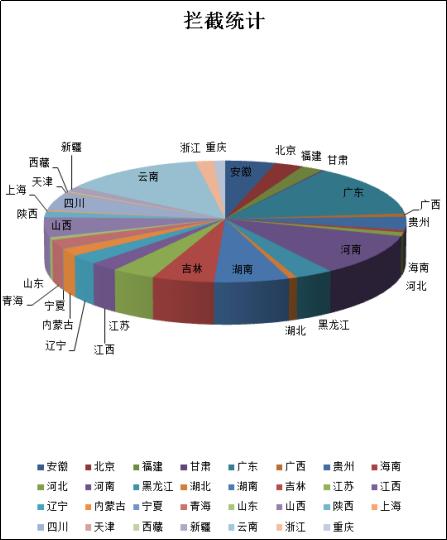 拦截统计
浙江 重庆
北京
福建
甘肃
新疆
西藏
天津
云南
安徽
广东
上海
四川
陕西
山西
广西
贵州
河南
海南
河北
山东
青海
宁夏
内蒙古
辽宁
江西
江苏
吉林
湖南
湖北
黑龙江
安徽 北京 福建 甘肃 广东 广西 贵州 海南
河北 河南 黑龙江 湖北 湖南 吉林 江苏 江西
辽宁 内蒙古 宁夏 青海 山东 山西 陕西 上海
四川 天津 西藏 新疆 云南 浙江 重庆